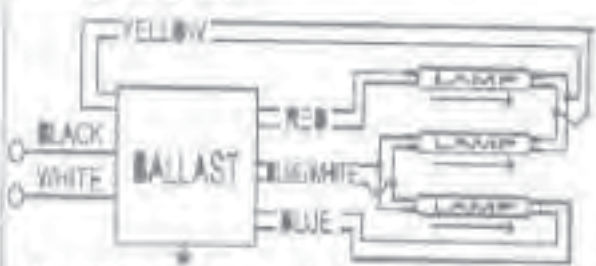 YELLOW
LAMP
RED
BLACK
LAMP
BALLAST
BLUE/WHITE
WHITE
LAMP
BLUE